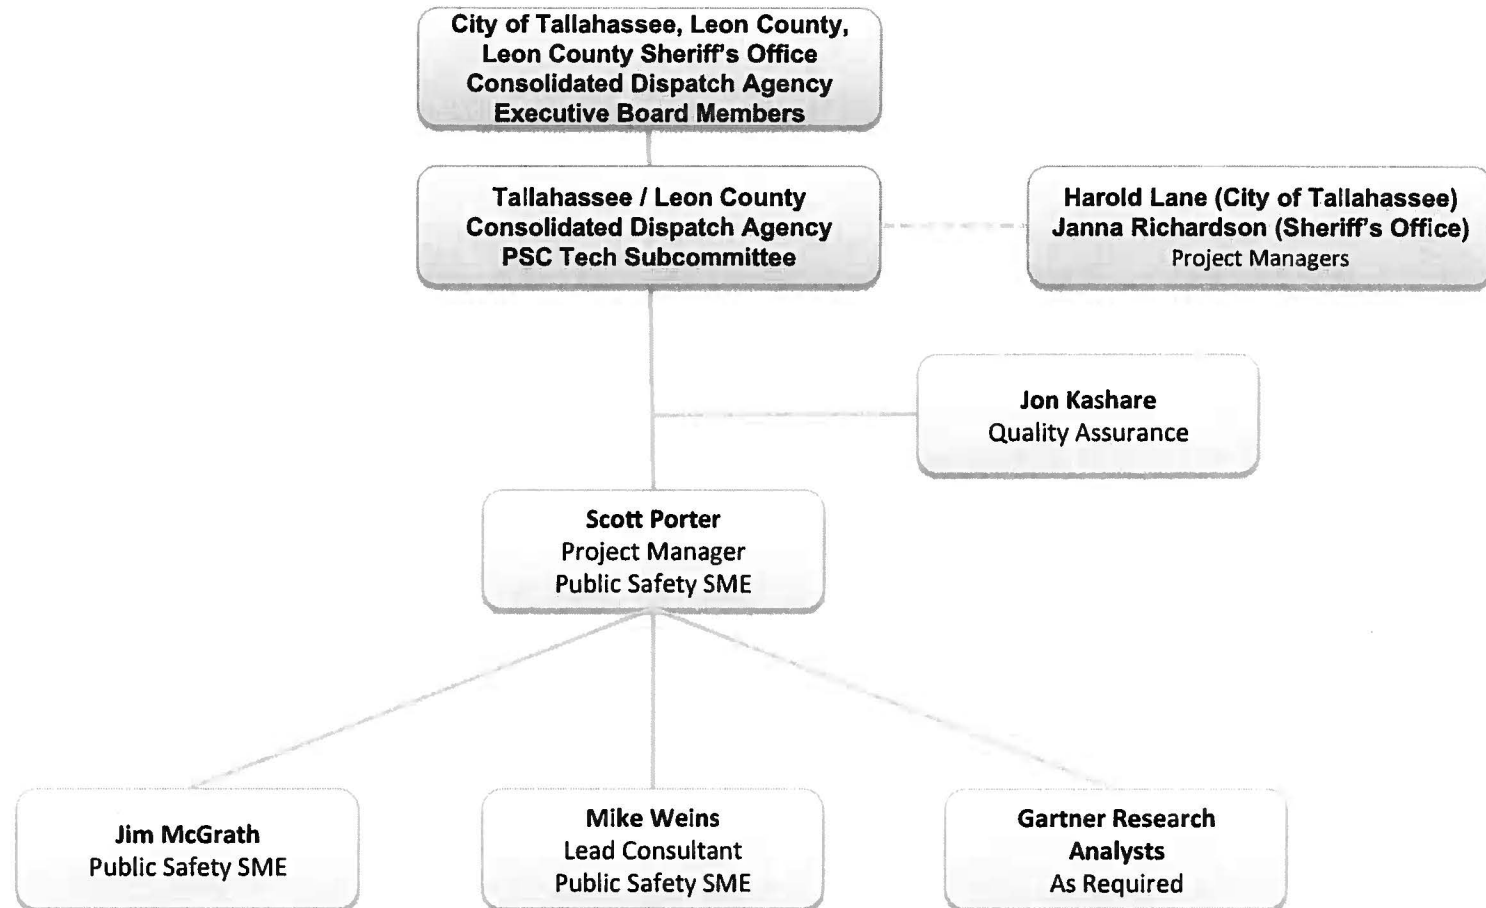 City of Tallahassee, Leon County,
Leon County Sheriff's Office
Consolidated Dispatch Agency
Executive Board Members
Tallahassee / Leon County
Consolidated Dispatch Agency
PSC Tech Subcommittee
Harold Lane (City of Tallahassee)
Janna Richardson (Sheriff's Office)
Project Managers
Jon Kashare
Quality Assurance
Scott Porter
Project Manager
Public Safety SME
Jim McGrath
Public Safety SME
Mike Weins
Lead Consultant
Public Safety SME
Gartner Research
Analysts
As Required